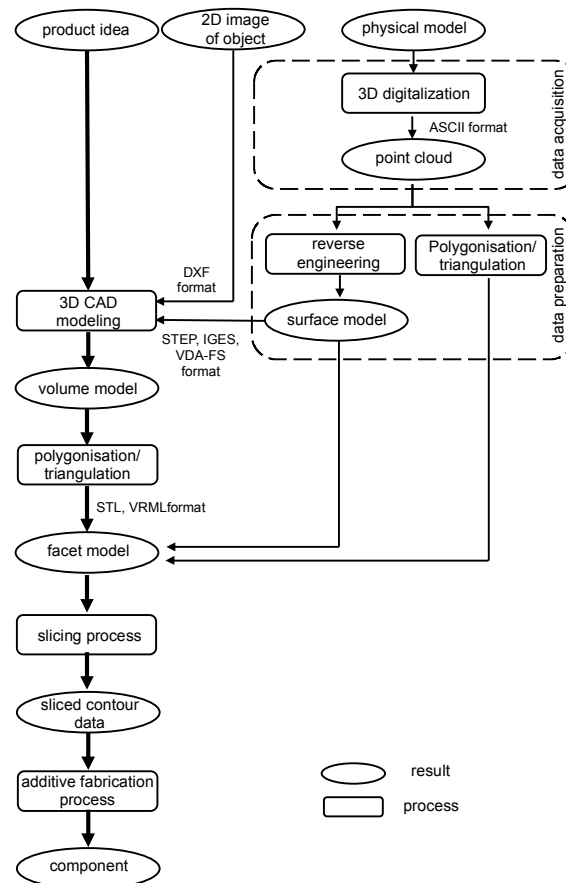 product idea
2D image
of object
physical model
3D digitalization
ASCII format
point cloud
data acquisition
reverse
engineering
Polygonisation/
triangulation
surface model
data preparation
DXF
format
3D CAD
modeling
STEP, IGES,
VDA-FS
format
volume model
polygonisation/
triangulation
STL, VRMLformat
facet model
slicing process
sliced contour
data
additive fabrication
process
component
result
process